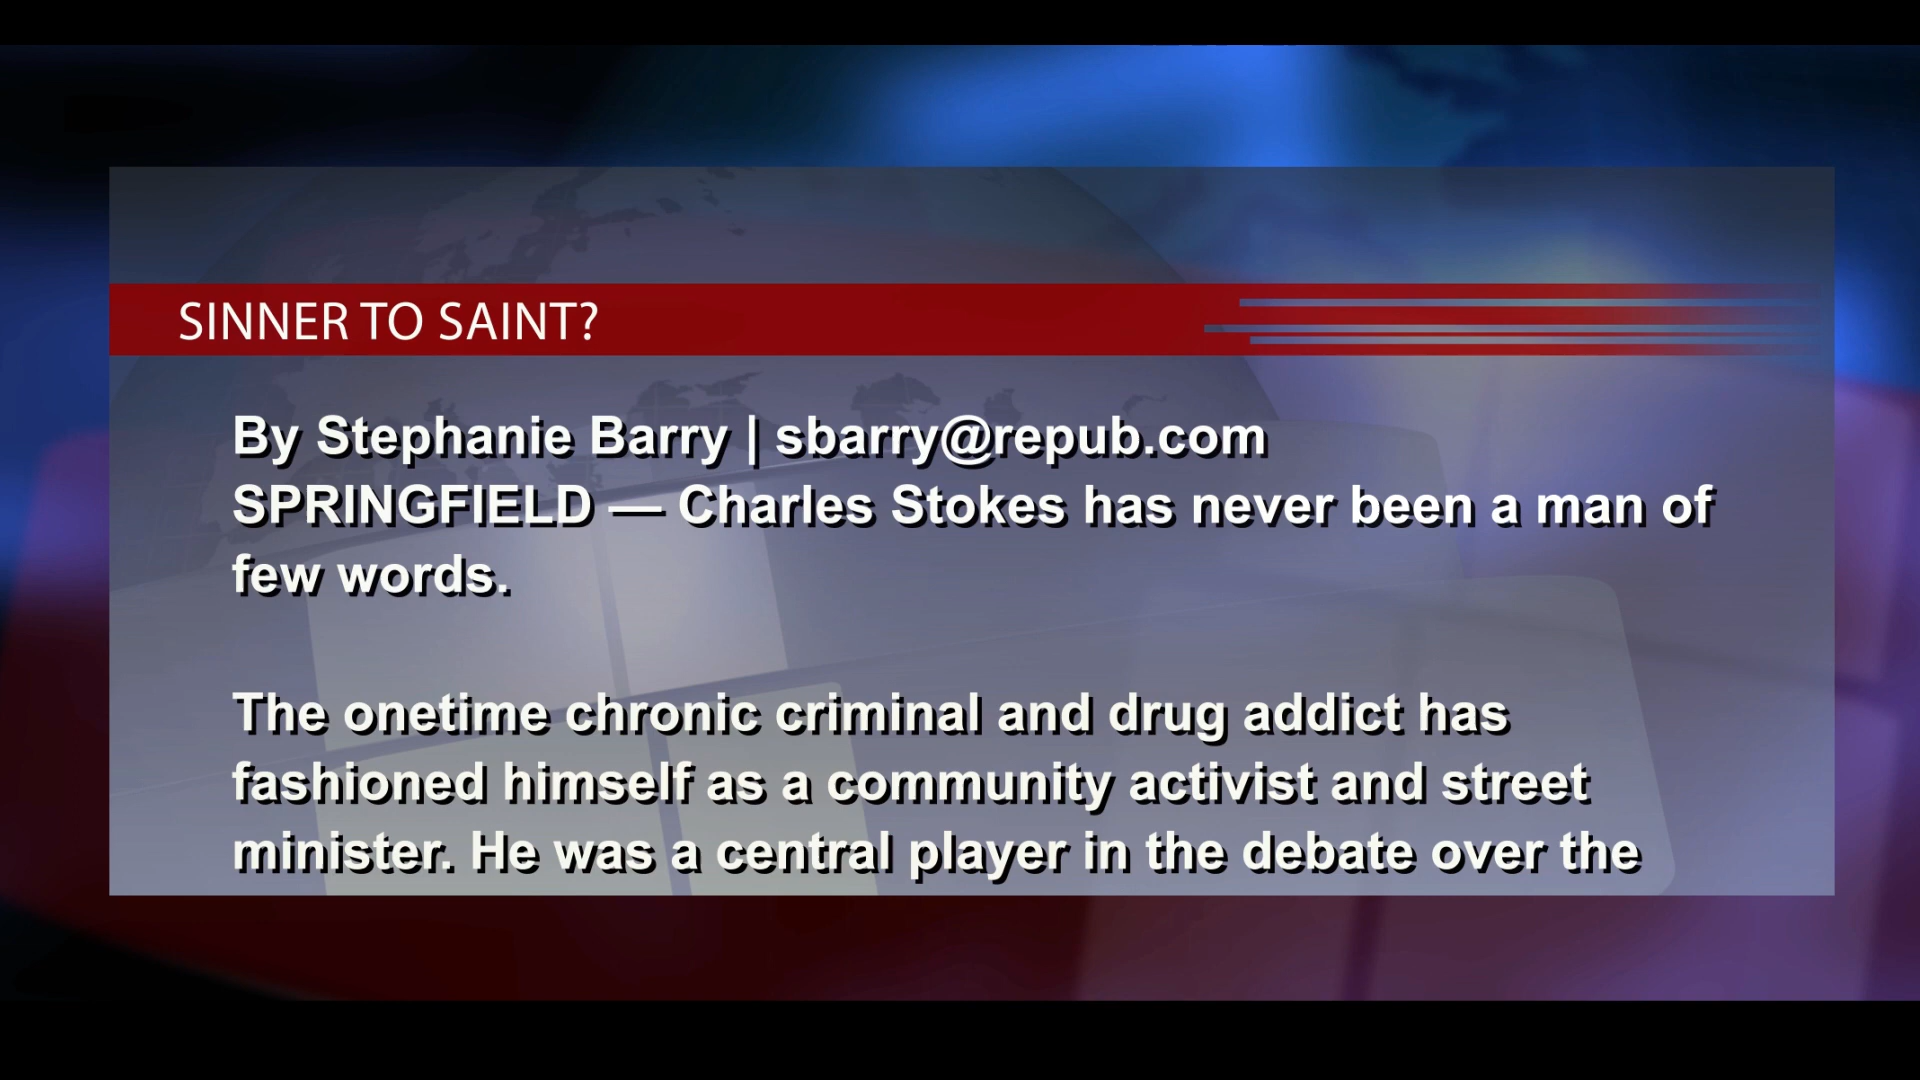 SINNER TO SAINT?
By Stephanie Barry | sbarry@repub.com
SPRINGFIELD — Charles Stokes has never been a man of
few words.
The onetime chronic criminal and drug addict has
fashioned himself as a community activist and street
minister. He was a central player in the debate over the